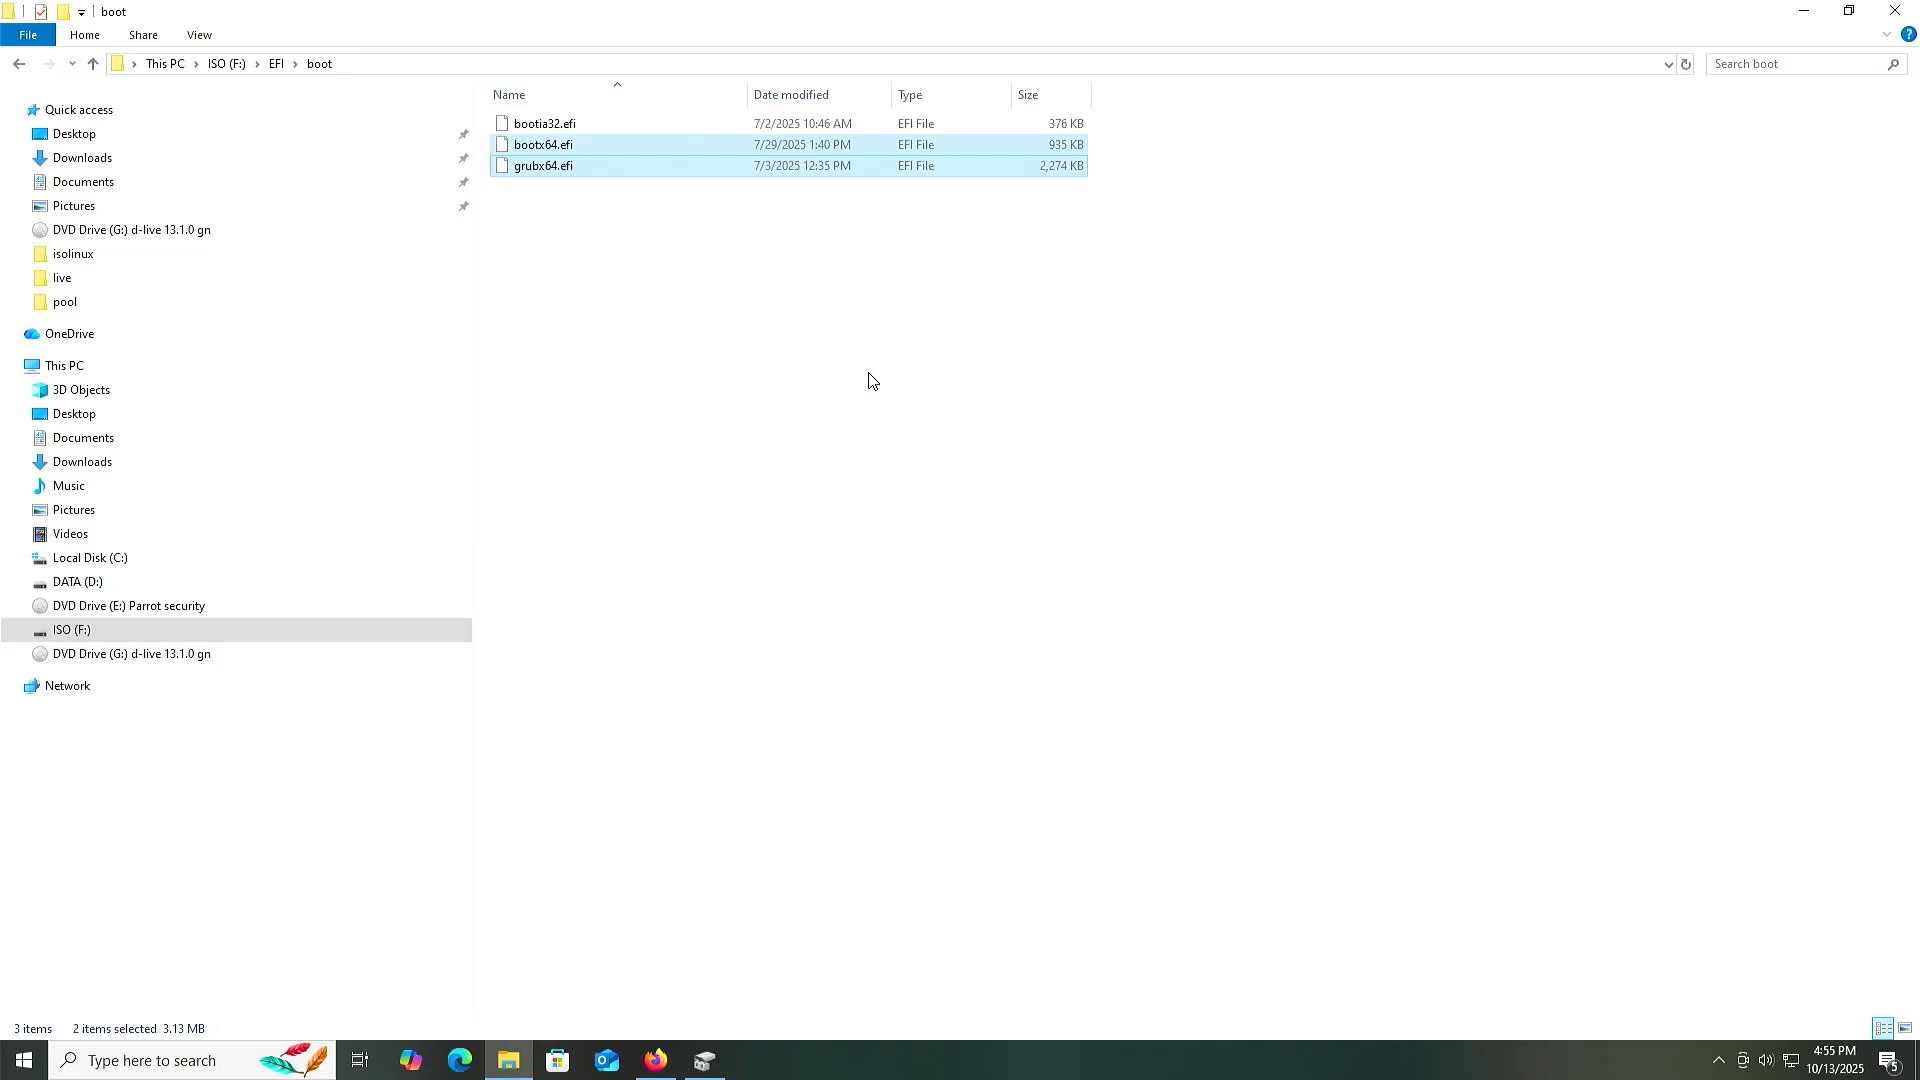 boot
File Home Share View
This PC ISO (F:) EFI boot
Search boot
Name Date modified Type Size
bootia32.efi 7/2/2025 10:46 AM EFI File 376 KB
bootx64.efi 7/29/2025 1:40 PM EFI File 935 KB
grubx64.efi 7/3/2025 12:35 PM EFI File 2,274 KB
Quick access
Desktop
Downloads
Documents
Pictures
DVD Drive (G:) d-live 13.1.0 gn
isolinux
live
pool
OneDrive
This PC
3D Objects
Desktop
Documents
Downloads
Music
Pictures
Videos
Local Disk (C:)
DATA (D:)
DVD Drive (E:) Parrot security
ISO (F:)
DVD Drive (G:) d-live 13.1.0 gn
Network
3 items 2 items selected 3.13 MB
Type here to search
4:55 PM
10/13/2025
5